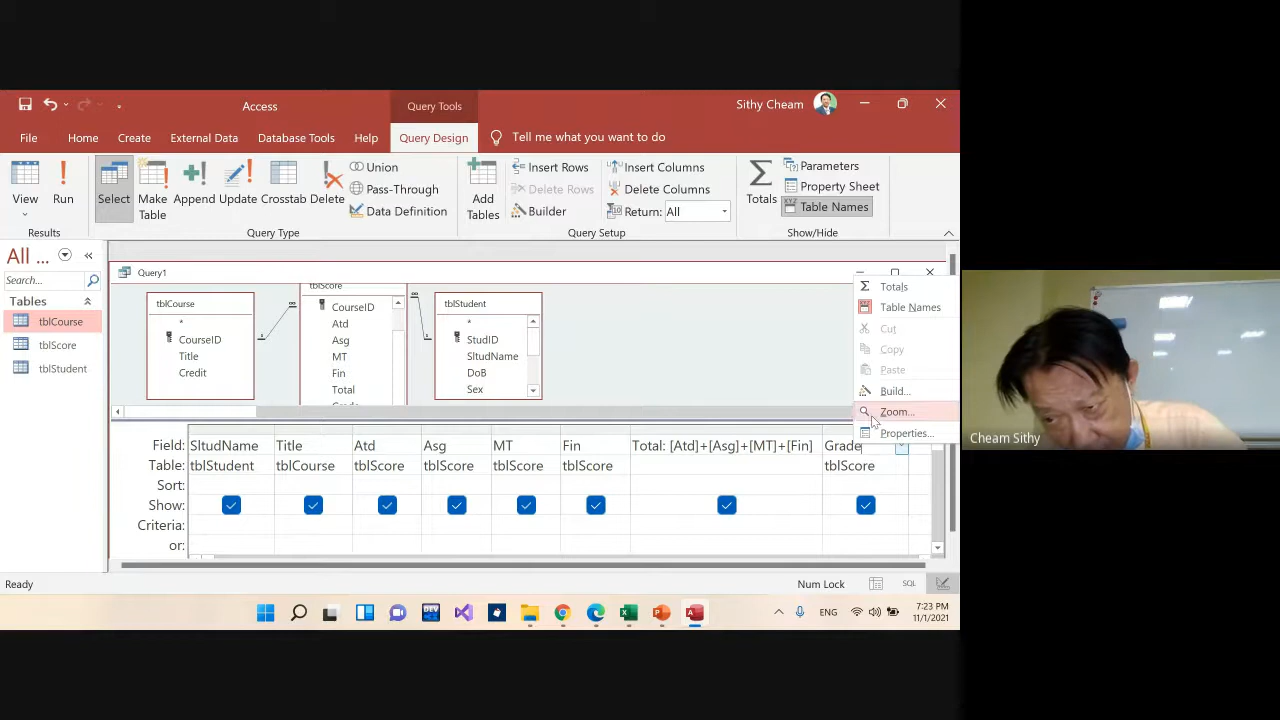 Access
Query Tools
Sithy Cheam
File
Home
Create
External Data
Database Tools
Help
Query Design
Tell me what you want to do
View
Run
Select
Make Table
Append
Update
Crosstab
Delete
Union
Pass-Through
Data Definition
Add Tables
Insert Rows
Delete Rows
Builder
Insert Columns
Delete Columns
Return: All
Totals
Parameters
Property Sheet
Table Names
Results
Query Type
Query Setup
Show/Hide
All ...
Search...
Tables
tblCourse
tblScore
tblStudent
Query1
tblCourse
*
CourseID
Title
Credit
tblScore
CourseID
Atd
Asg
MT
Fin
Total
tblStudent
*
StudID
SltudName
DoB
Sex
Totals
Table Names
Cut
Copy
Paste
Build...
Zoom...
Properties...
Field: SltudName Title Atd Asg MT Fin Total: [Atd]+[Asg]+[MT]+[Fin] Grade
Table: tblStudent tblCourse tblScore tblScore tblScore tblScore tblScore
Sort:
Show:
Criteria:
or:
Ready
Num Lock
SQL
ENG
7:23 PM
11/1/2021
Cheam Sithy